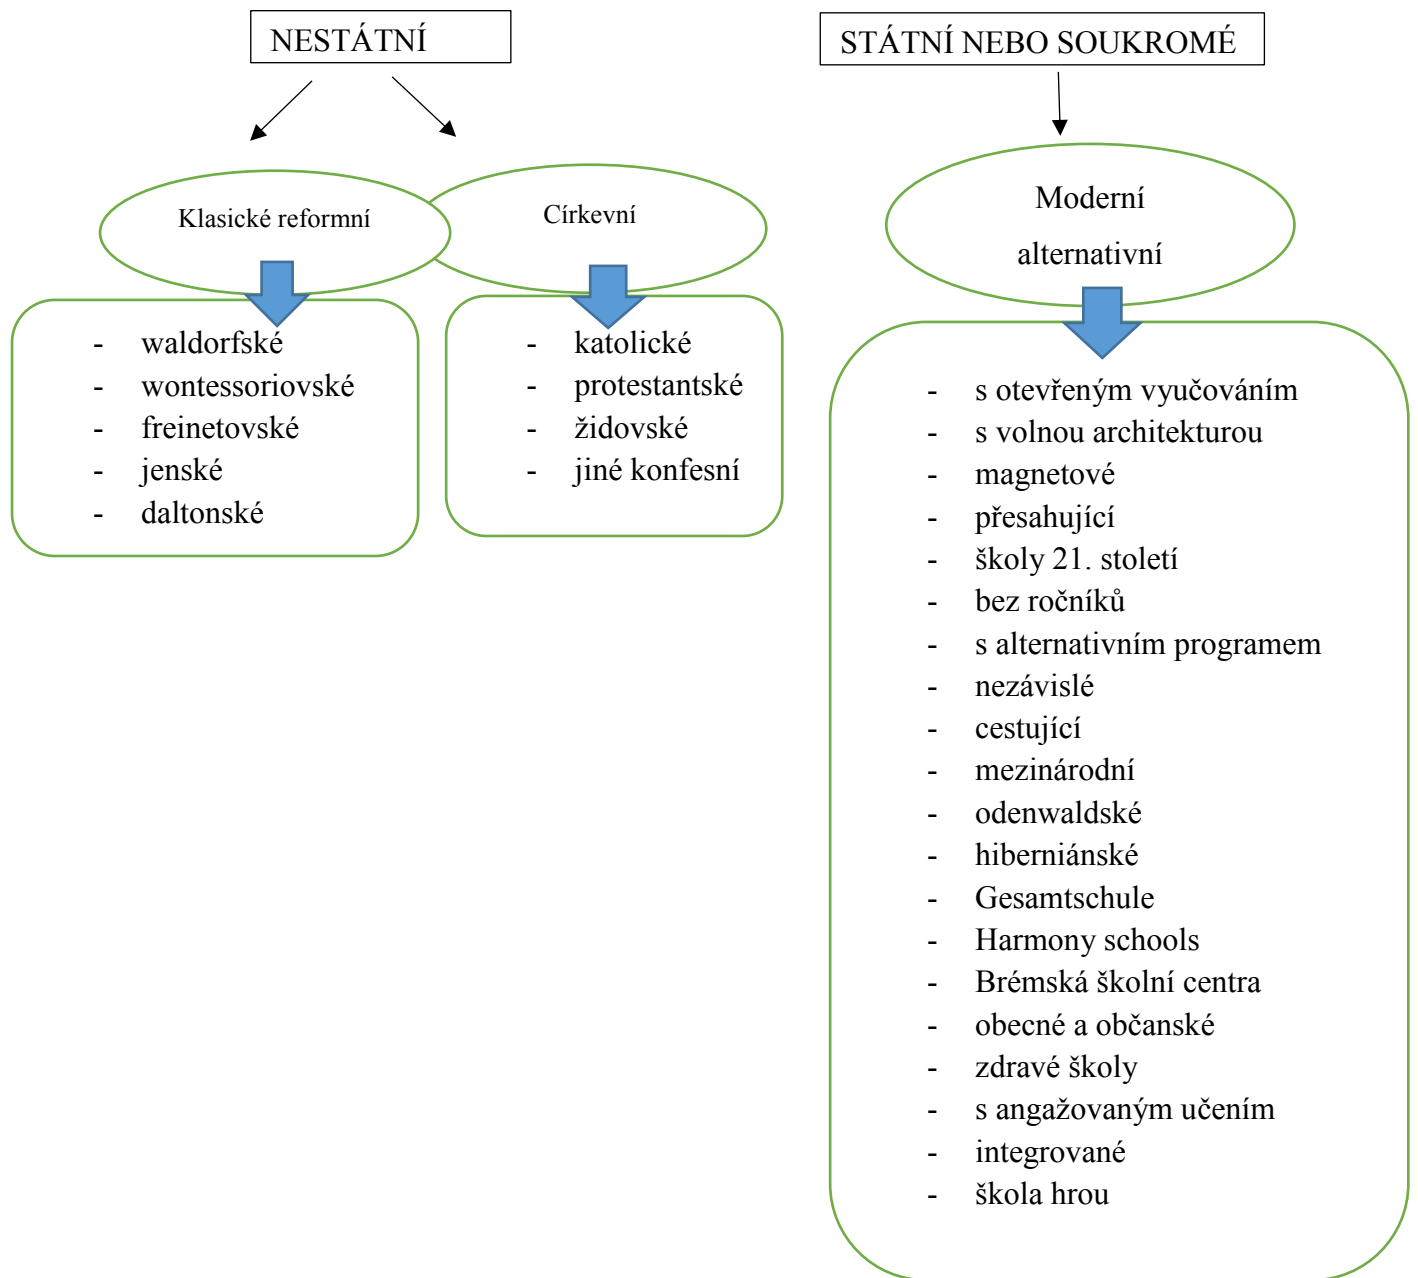 NESTÁTNÍ
Klasické reformní
- waldorfské
- wontessoriovské
- freinetovské
- jenské
- daltonské
Církevní
- katolické
- protestantské
- židovské
- jiné konfesní
STÁTNÍ NEBO SOUKROMÉ
Moderní
alternativní
- s otevřeným vyučováním
- s volnou architekturou
- magnetové
- přesahující
- školy 21. století
- bez ročníků
- s alternativním programem
- nezávislé
- cestující
- mezinárodní
- odenwaldské
- hiberniánské
- Gesamtschule
- Harmony schools
- Brémská školní centra
- obecné a občanské
- zdravé školy
- s angažovaným učením
- integrované
- škola hrou